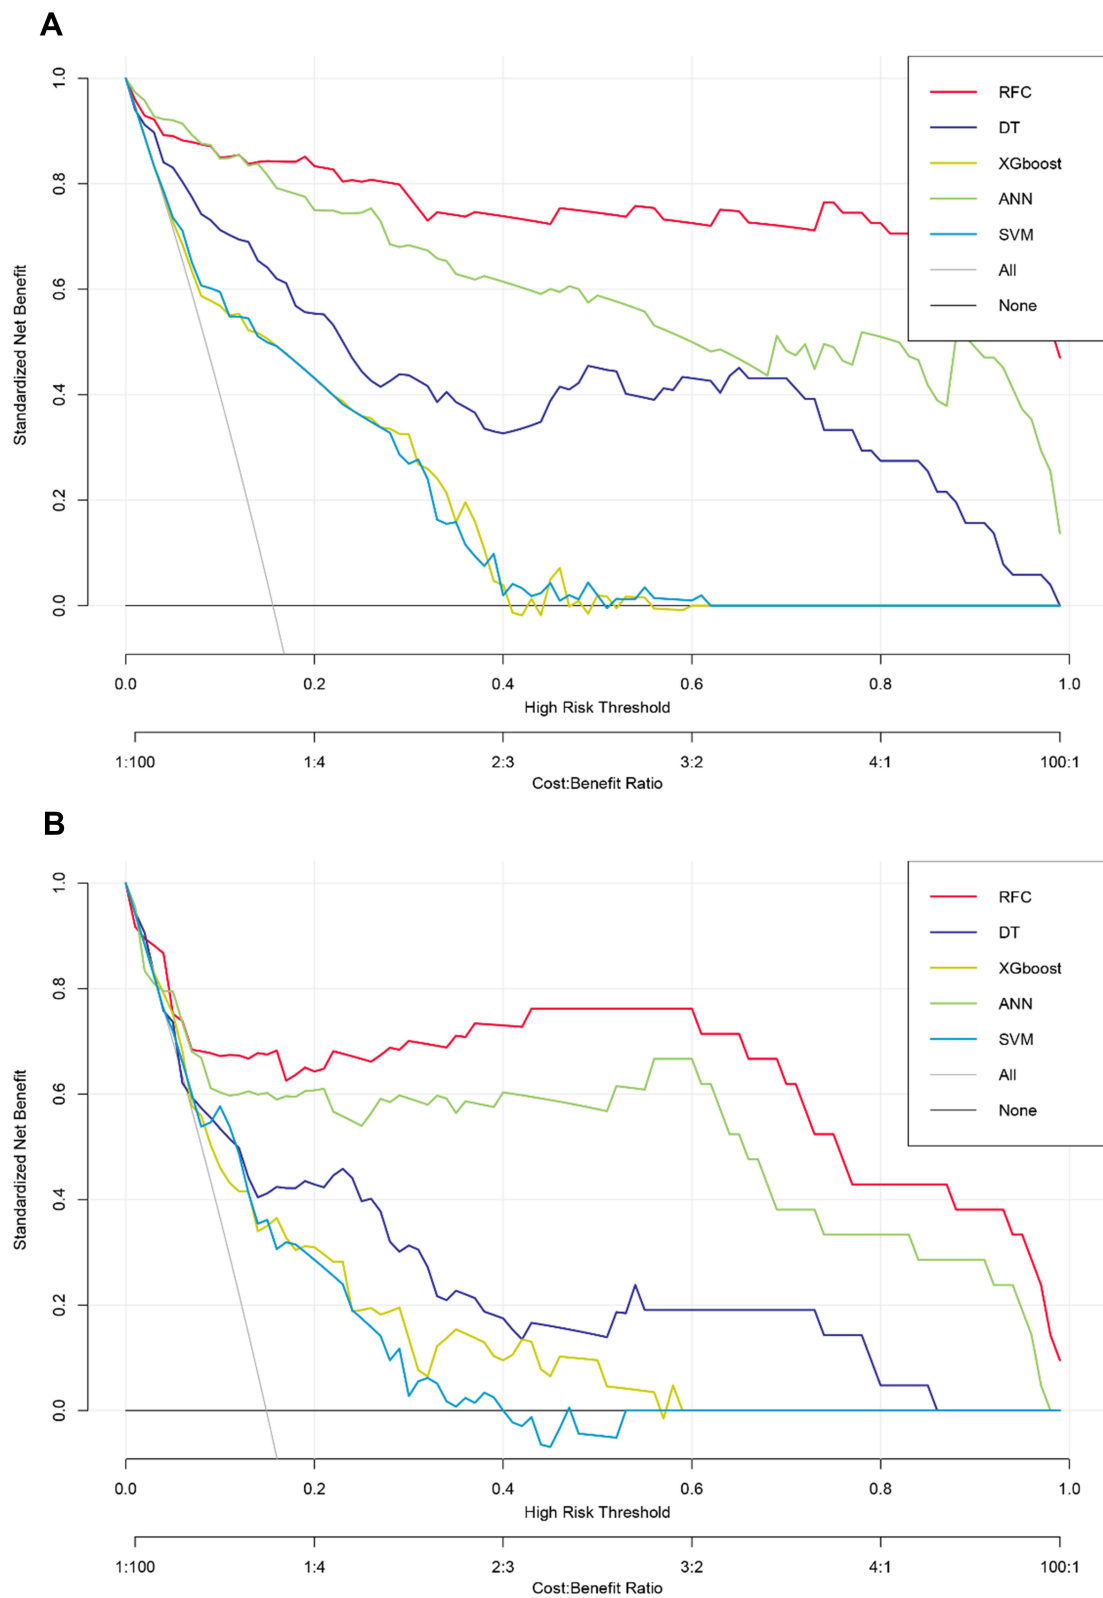 A
1.0
0.8
0.6
0.4
0.2
0.0
Standardized Net Benefit
RFC
DT
XGboost
ANN
SVM
All
None
0.0 0.2 0.4 0.6 0.8 1.0
High Risk Threshold
1:100 1:4 2:3 3:2 4:1 100:1
Cost:Benefit Ratio
B
1.0
0.8
0.6
0.4
0.2
0.0
Standardized Net Benefit
RFC
DT
XGboost
ANN
SVM
All
None
0.0 0.2 0.4 0.6 0.8 1.0
High Risk Threshold
1:100 1:4 2:3 3:2 4:1 100:1
Cost:Benefit Ratio